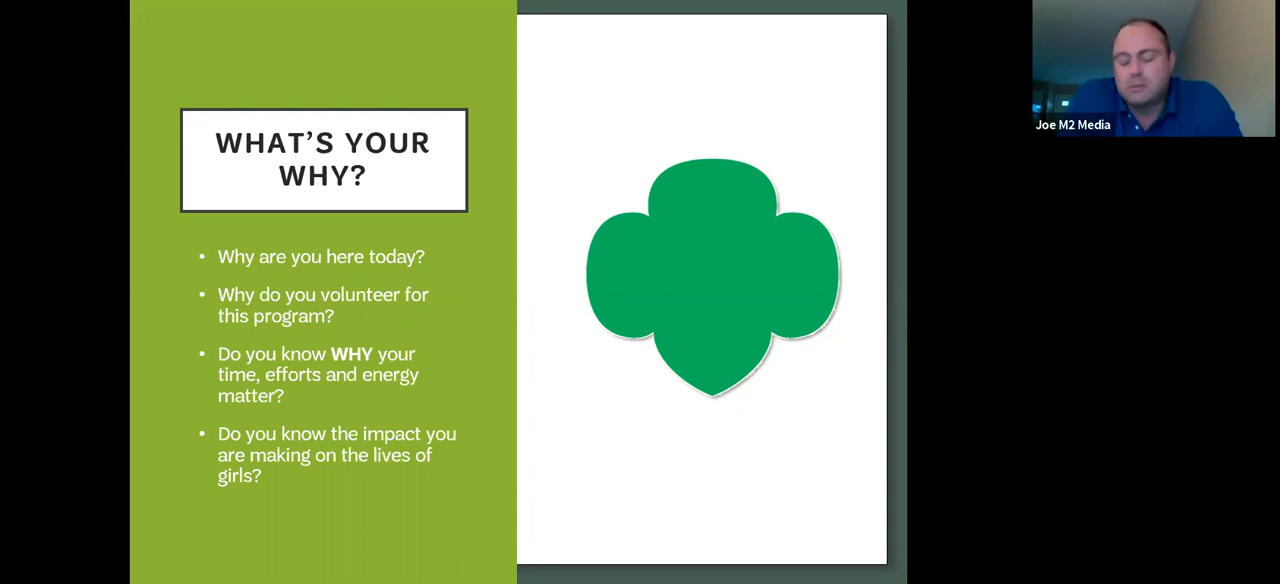 WHAT’S YOUR
WHY?
• Why are you here today?
• Why do you volunteer for
this program?
• Do you know WHY your
time, efforts and energy
matter?
• Do you know the impact you
are making on the lives of
girls?
Joe M2 Media